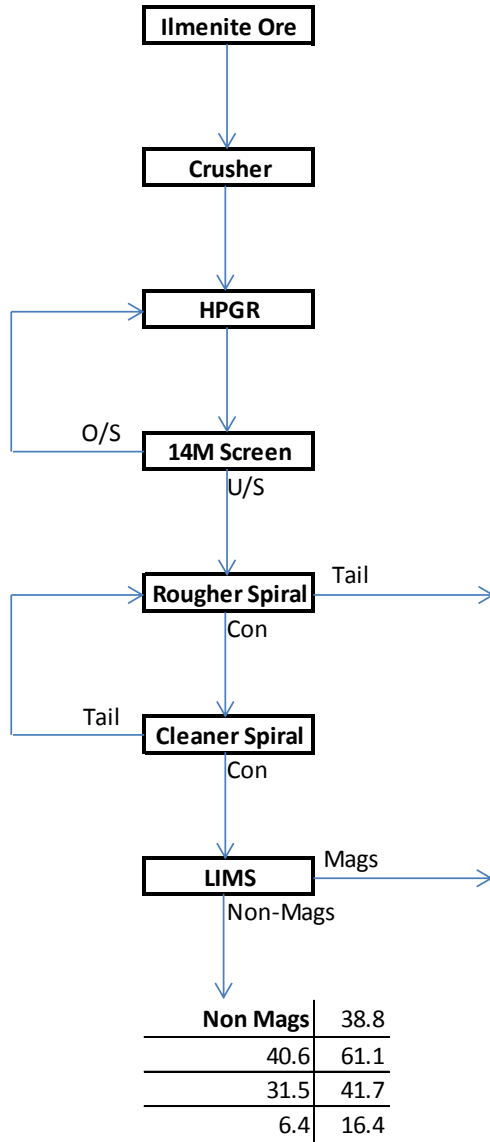 Ilmenite Ore
Crusher
HPGR
O/S
14M Screen
U/S
Tail
Rougher Spiral
Con
Tail
Cleaner Spiral
Con
Mags
LIMS
Non-Mags
Non Mags 38.8
40.6 61.1
31.5 41.7
6.4 16.4